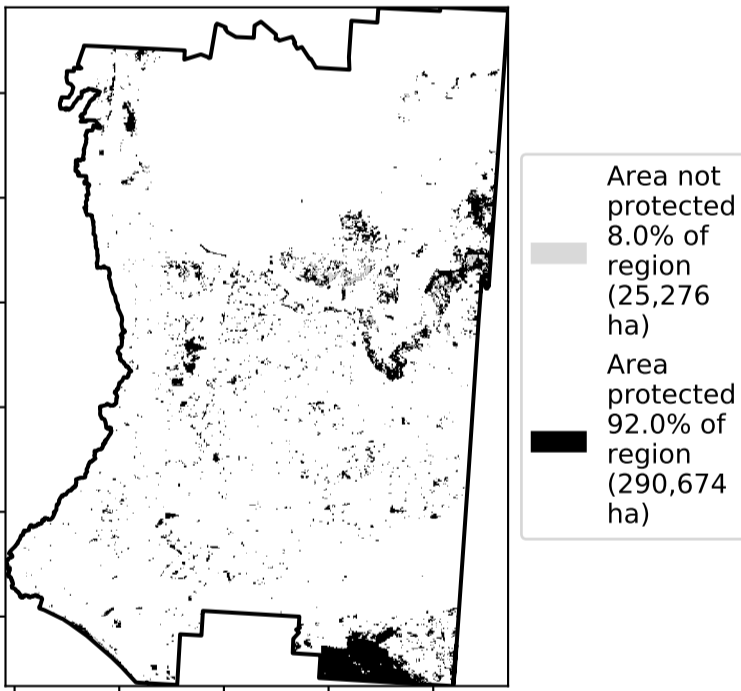 Area not
protected
8.0% of
region
(25,276
ha)
Area
protected
92.0% of
region
(290,674
ha)